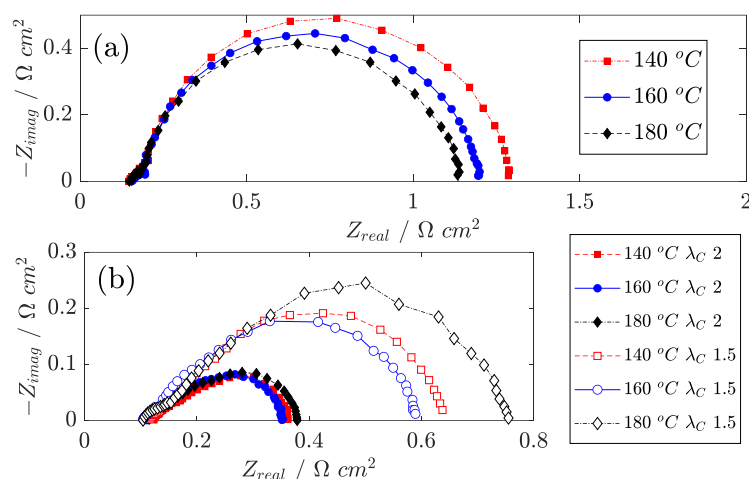 (a)
0.4
0.2
0
−Z_imag / Ω cm²
140 °C
160 °C
180 °C
0 0.5 1 1.5 2
Z_real / Ω cm²
(b)
0.3
0.2
0.1
0
−Z_imag / Ω cm²
0 0.2 0.4 0.6 0.8
Z_real / Ω cm²
140 °C λ_C 2
160 °C λ_C 2
180 °C λ_C 2
140 °C λ_C 1.5
160 °C λ_C 1.5
180 °C λ_C 1.5